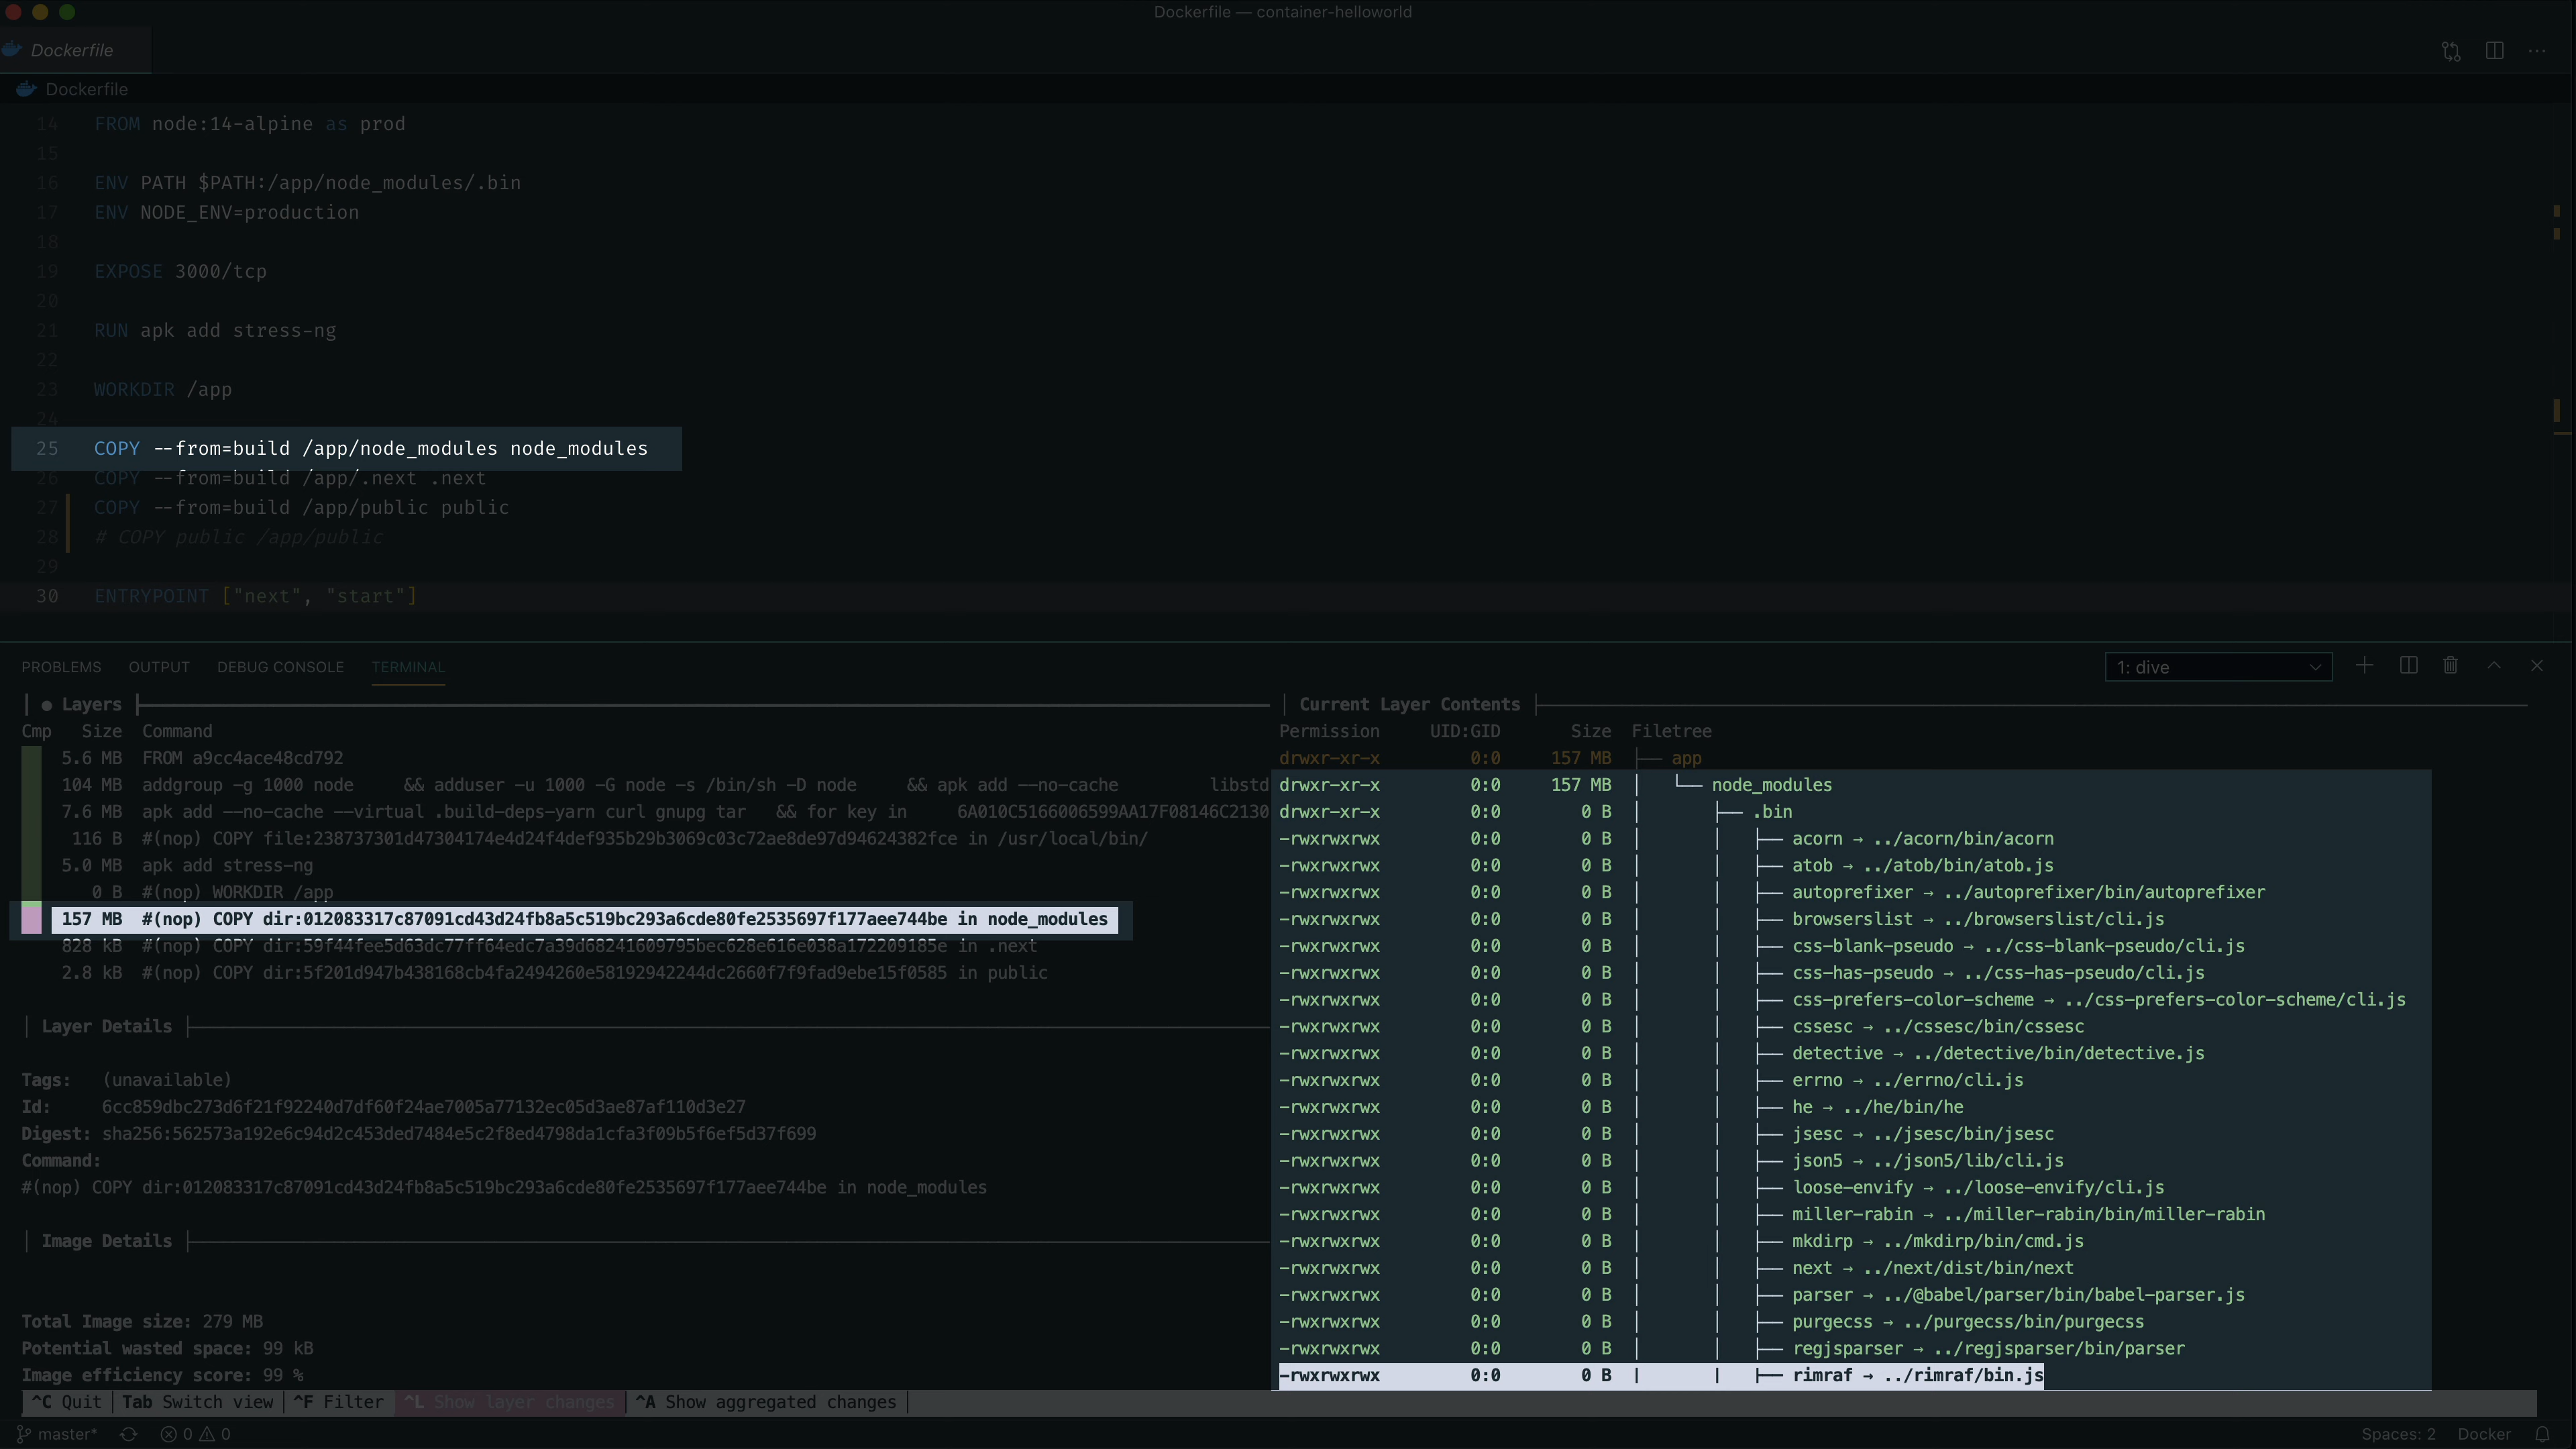 Dockerfile — container-helloworld
Dockerfile
Dockerfile
14 FROM node:14-alpine as prod
15
16 ENV PATH $PATH:/app/node_modules/.bin
17 ENV NODE_ENV=production
18
19 EXPOSE 3000/tcp
20
21 RUN apk add stress-ng
22
23 WORKDIR /app
24
25 COPY --from=build /app/node_modules node_modules
26 COPY --from=build /app/.next .next
27 COPY --from=build /app/public public
28 # COPY public /app/public
29
30 ENTRYPOINT ["next", "start"]
PROBLEMS OUTPUT DEBUG CONSOLE TERMINAL 1: dive
● Layers
Cmp Size Command
5.6 MB FROM a9cc4ace48cd792
104 MB addgroup -g 1000 node && adduser -u 1000 -G node -s /bin/sh -D node && apk add --no-cache libstd
7.6 MB apk add --no-cache --virtual .build-deps-yarn curl gnupg tar && for key in 6A010C5166006599AA17F08146C2130
116 B #(nop) COPY file:238737301d47304174e4d24f4def935b29b3069c03c72ae8de97d94624382fce in /usr/local/bin/
5.0 MB apk add stress-ng
0 B #(nop) WORKDIR /app
157 MB #(nop) COPY dir:012083317c87091cd43d24fb8a5c519bc293a6cde80fe2535697f177aee744be in node_modules
828 kB #(nop) COPY dir:59f44fee5d63dc77ff64edc7a39d68241609795bec628e616e038a172209185e in .next
2.8 kB #(nop) COPY dir:5f201d947b438168cb4fa2494260e58192942244dc2660f7f9fad9ebe15f0585 in public
Layer Details
Tags: (unavailable)
Id: 6cc859dbc273d6f21f92240d7df60f24ae7005a77132ec05d3ae87af110d3e27
Digest: sha256:562573a192e6c94d2c453ded7484e5c2f8ed4798da1cfa3f09b5f6ef5d37f699
Command:
#(nop) COPY dir:012083317c87091cd43d24fb8a5c519bc293a6cde80fe2535697f177aee744be in node_modules
Image Details
Total Image size: 279 MB
Potential wasted space: 99 kB
Image efficiency score: 99 %
Current Layer Contents
Permission UID:GID Size Filetree
drwxr-xr-x 0:0 157 MB ├── app
drwxr-xr-x 0:0 157 MB │ └── node_modules
drwxr-xr-x 0:0 0 B │ ├── .bin
-rwxrwxrwx 0:0 0 B │ │ ├── acorn → ../acorn/bin/acorn
-rwxrwxrwx 0:0 0 B │ │ ├── atob → ../atob/bin/atob.js
-rwxrwxrwx 0:0 0 B │ │ ├── autoprefixer → ../autoprefixer/bin/autoprefixer
-rwxrwxrwx 0:0 0 B │ │ ├── browserslist → ../browserslist/cli.js
-rwxrwxrwx 0:0 0 B │ │ ├── css-blank-pseudo → ../css-blank-pseudo/cli.js
-rwxrwxrwx 0:0 0 B │ │ ├── css-has-pseudo → ../css-has-pseudo/cli.js
-rwxrwxrwx 0:0 0 B │ │ ├── css-prefers-color-scheme → ../css-prefers-color-scheme/cli.js
-rwxrwxrwx 0:0 0 B │ │ ├── cssesc → ../cssesc/bin/cssesc
-rwxrwxrwx 0:0 0 B │ │ ├── detective → ../detective/bin/detective.js
-rwxrwxrwx 0:0 0 B │ │ ├── errno → ../errno/cli.js
-rwxrwxrwx 0:0 0 B │ │ ├── he → ../he/bin/he
-rwxrwxrwx 0:0 0 B │ │ ├── jsesc → ../jsesc/bin/jsesc
-rwxrwxrwx 0:0 0 B │ │ ├── json5 → ../json5/lib/cli.js
-rwxrwxrwx 0:0 0 B │ │ ├── loose-envify → ../loose-envify/cli.js
-rwxrwxrwx 0:0 0 B │ │ ├── miller-rabin → ../miller-rabin/bin/miller-rabin
-rwxrwxrwx 0:0 0 B │ │ ├── mkdirp → ../mkdirp/bin/cmd.js
-rwxrwxrwx 0:0 0 B │ │ ├── next → ../next/dist/bin/next
-rwxrwxrwx 0:0 0 B │ │ ├── parser → ../@babel/parser/bin/babel-parser.js
-rwxrwxrwx 0:0 0 B │ │ ├── purgecss → ../purgecss/bin/purgecss
-rwxrwxrwx 0:0 0 B │ │ ├── regjsparser → ../regjsparser/bin/parser
-rwxrwxrwx 0:0 0 B │ │ ├── rimraf → ../rimraf/bin.js
^C Quit Tab Switch view ^F Filter ^L Show layer changes ^A Show aggregated changes
master* 0 0 Spaces: 2 Docker